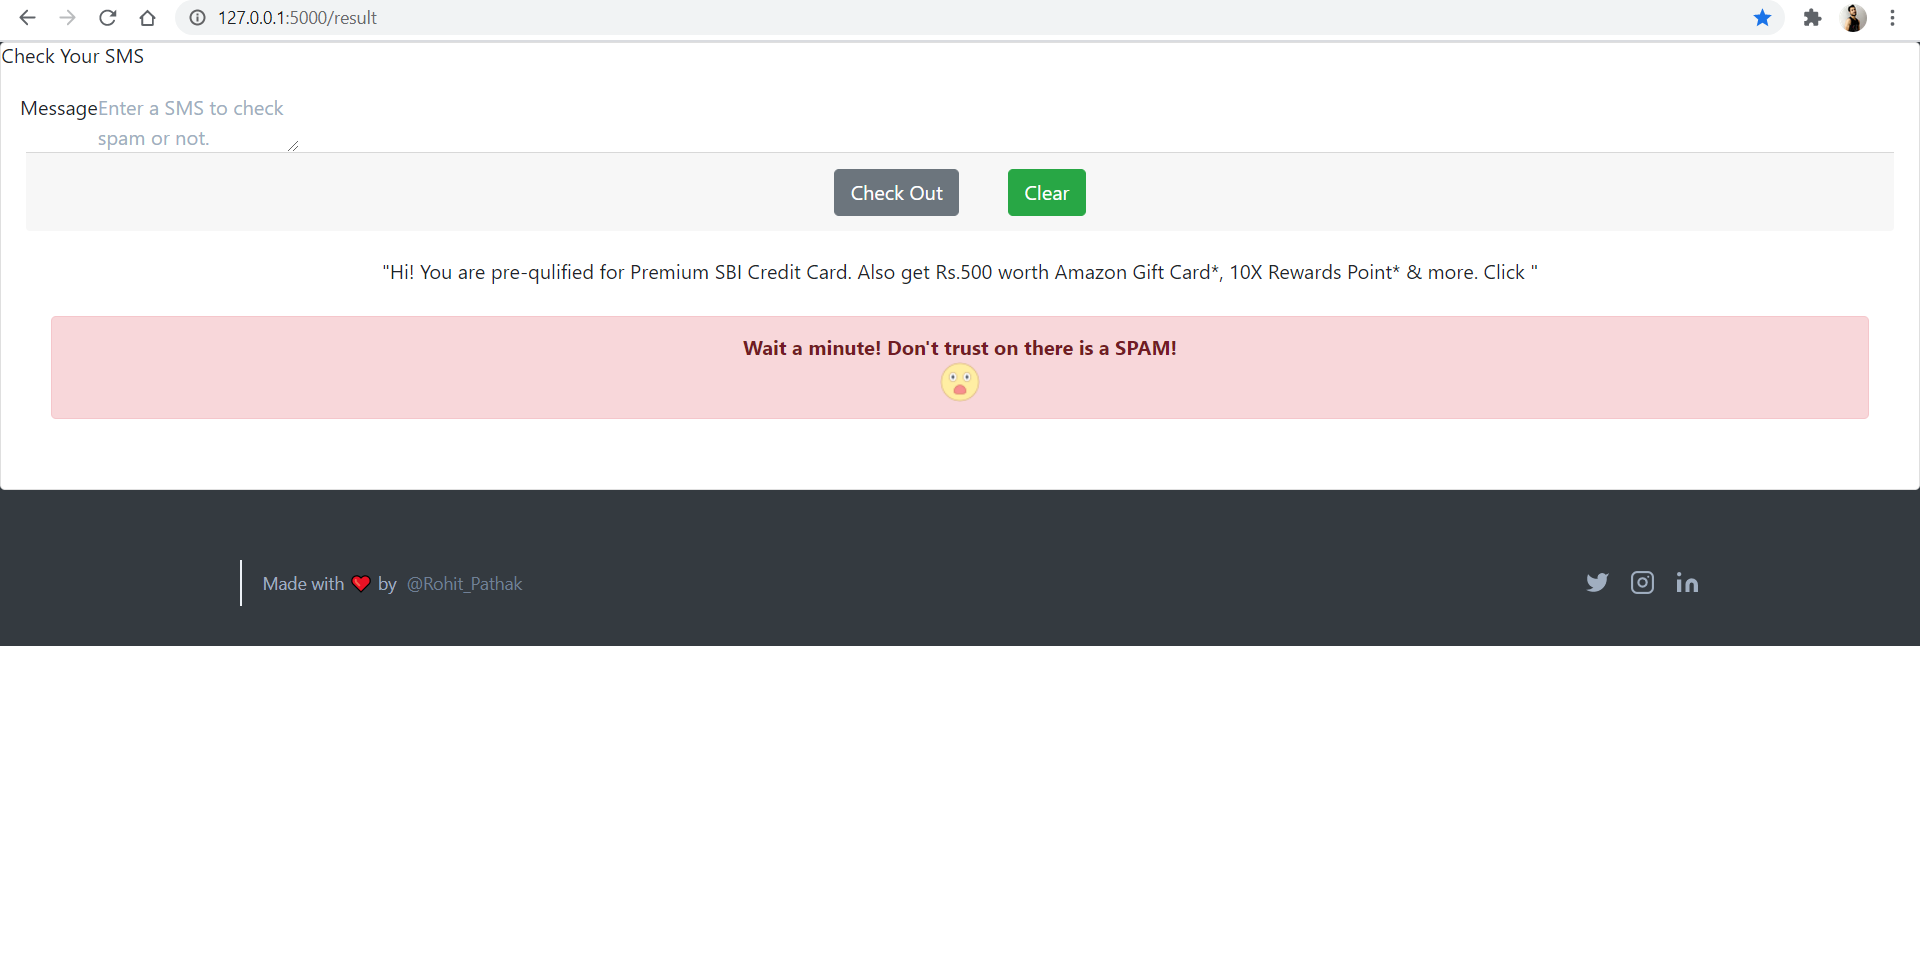 127.0.0.1:5000/result
Check Your SMS
Message
Enter a SMS to check
spam or not.
Check Out
Clear
"Hi! You are pre-qulified for Premium SBI Credit Card. Also get Rs.500 worth Amazon Gift Card*, 10X Rewards Point* & more. Click "
Wait a minute! Don't trust on there is a SPAM!
Made with ❤ by @Rohit_Pathak